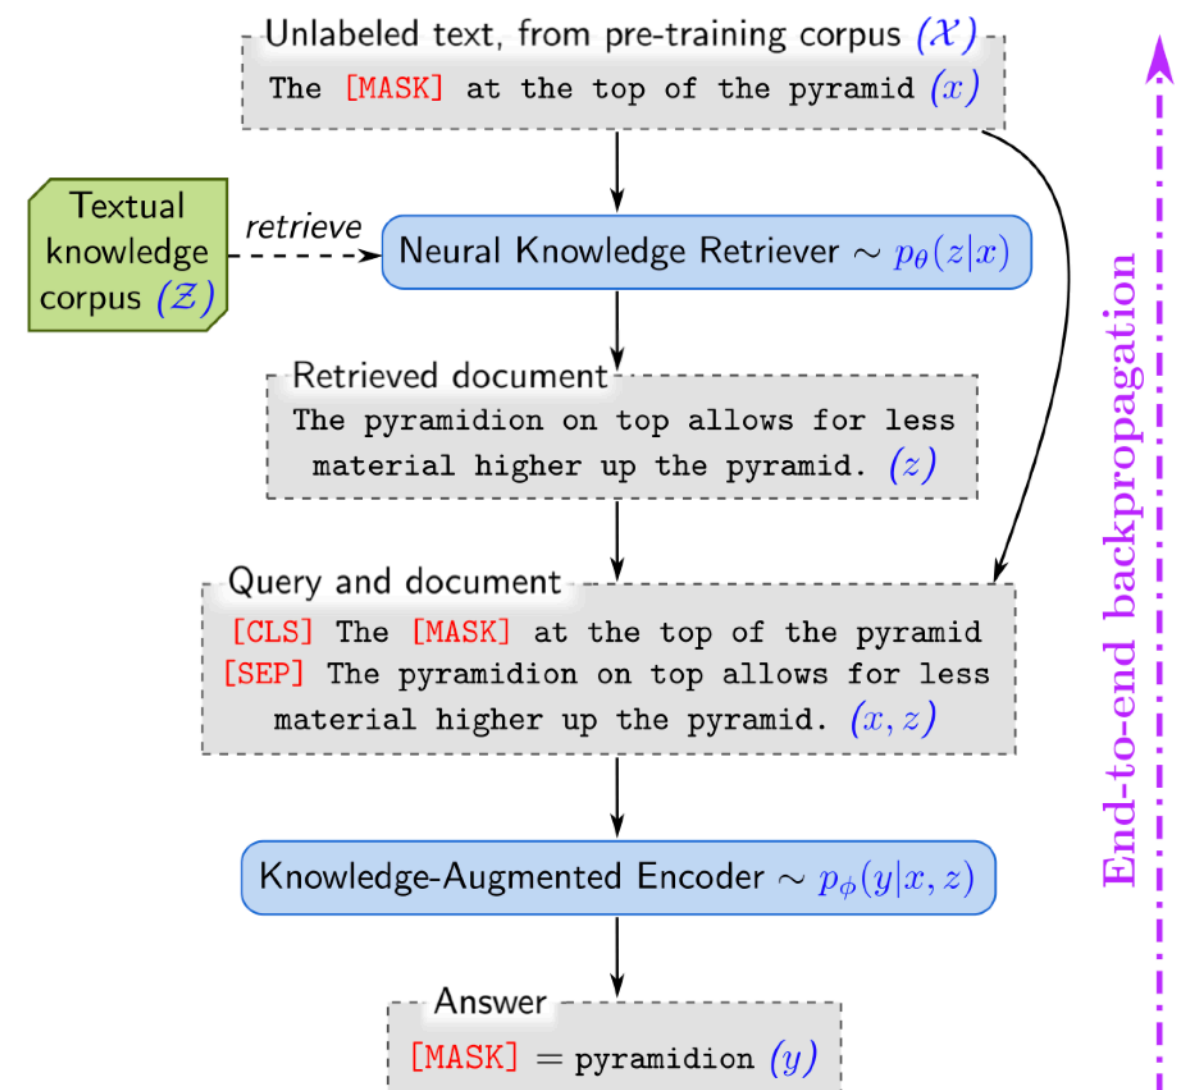 Unlabeled text, from pre-training corpus (𝒳)
The [MASK] at the top of the pyramid (x)
Textual
knowledge
corpus (𝒵)
retrieve
Neural Knowledge Retriever ∼ pθ(z|x)
Retrieved document
The pyramidion on top allows for less
material higher up the pyramid. (z)
Query and document
[CLS] The [MASK] at the top of the pyramid
[SEP] The pyramidion on top allows for less
material higher up the pyramid. (x, z)
Knowledge-Augmented Encoder ∼ pϕ(y|x, z)
Answer
[MASK] = pyramidion (y)
End-to-end backpropagation